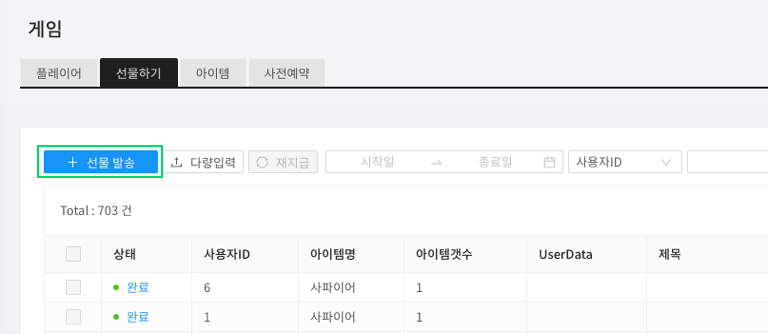 게임
플레이어 선물하기 아이템 사전예약
+ 선물 발송 다량입력 재지급 시작일 → 종료일 사용자ID
Total : 703 건
상태 사용자ID 아이템명 아이템갯수 UserData 제목
완료 6 사파이어 1
완료 1 사파이어 1